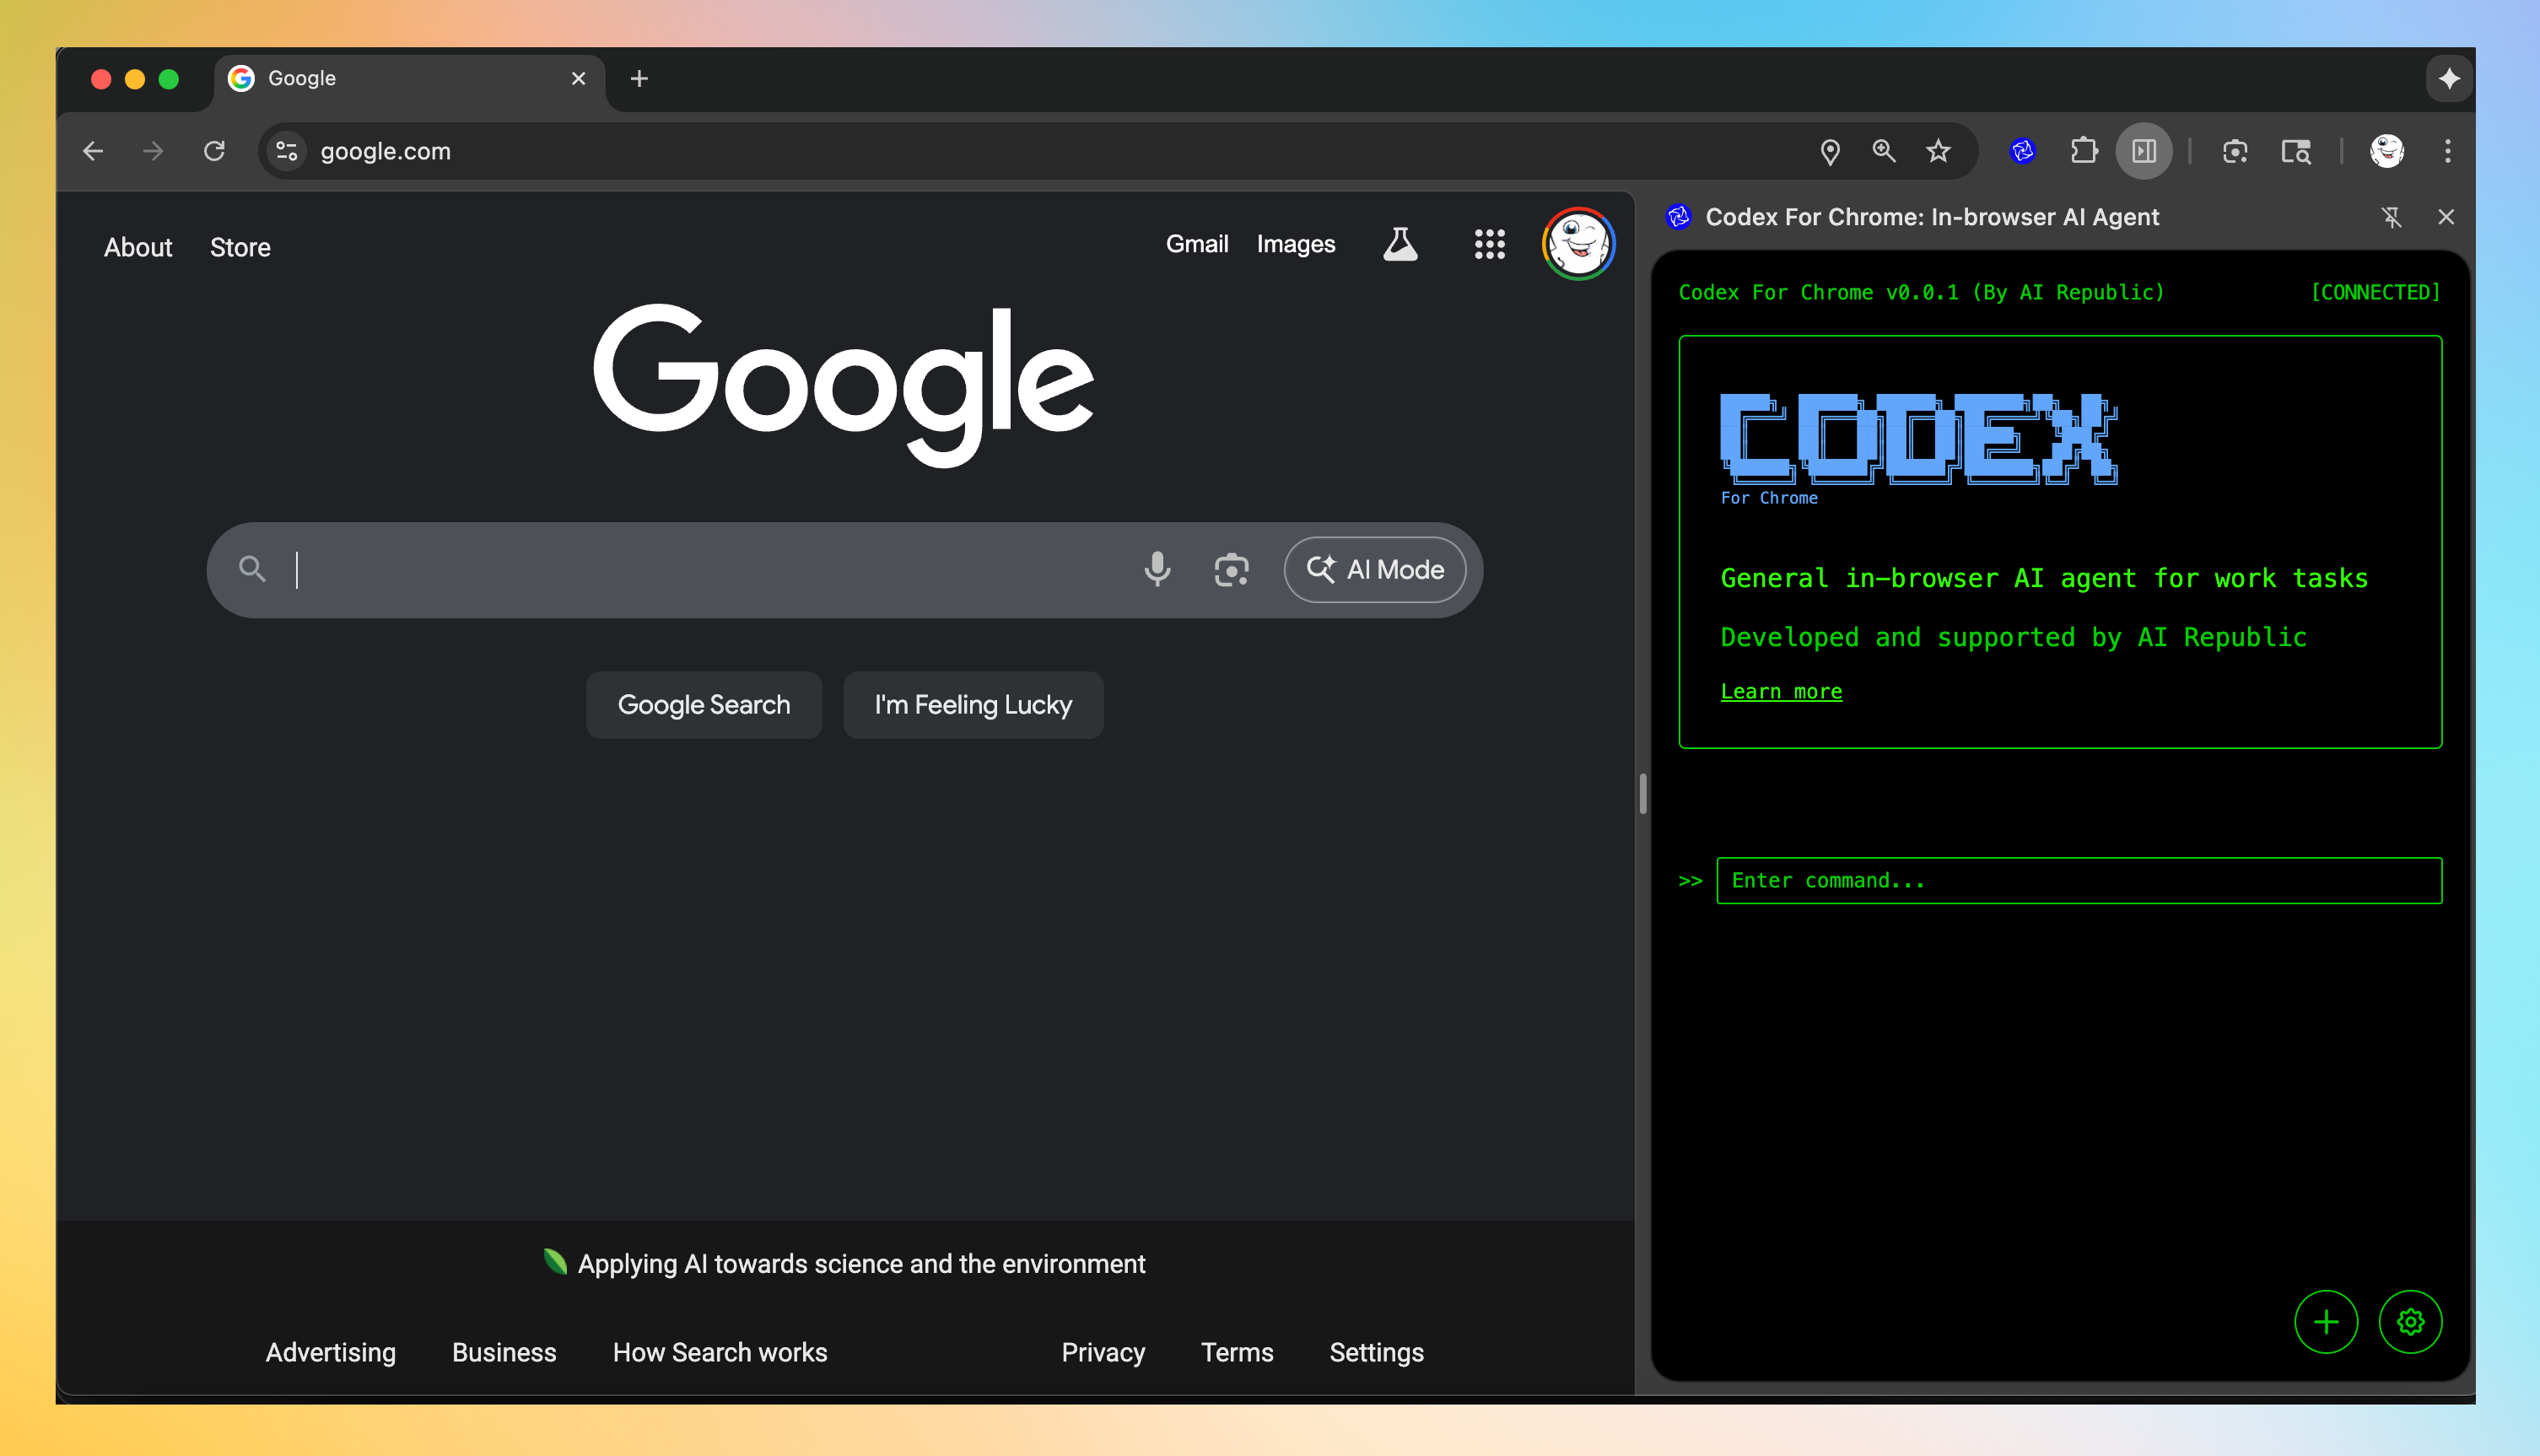 Google
google.com
About Store
Gmail Images
Google
AI Mode
Google Search I'm Feeling Lucky
Applying AI towards science and the environment
Advertising Business How Search works Privacy Terms Settings
Codex For Chrome: In-browser AI Agent
Codex For Chrome v0.0.1 (By AI Republic) [CONNECTED]
CODEX
For Chrome
General in-browser AI agent for work tasks
Developed and supported by AI Republic
Learn more
>> Enter command...